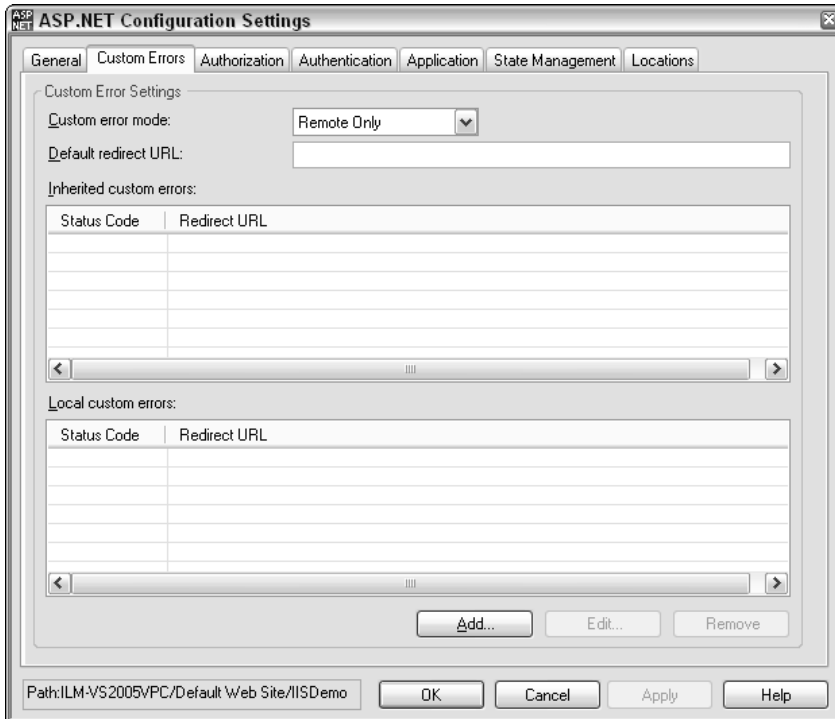 ASP.NET ASP.NET Configuration Settings
General Custom Errors Authorization Authentication Application State Management Locations
Custom Error Settings
Custom error mode: Remote Only
Default redirect URL:
Inherited custom errors:
Status Code Redirect URL
Local custom errors:
Status Code Redirect URL
Add... Edit... Remove
Path:ILM-VS2005VPC/Default Web Site/IISDemo OK Cancel Apply Help